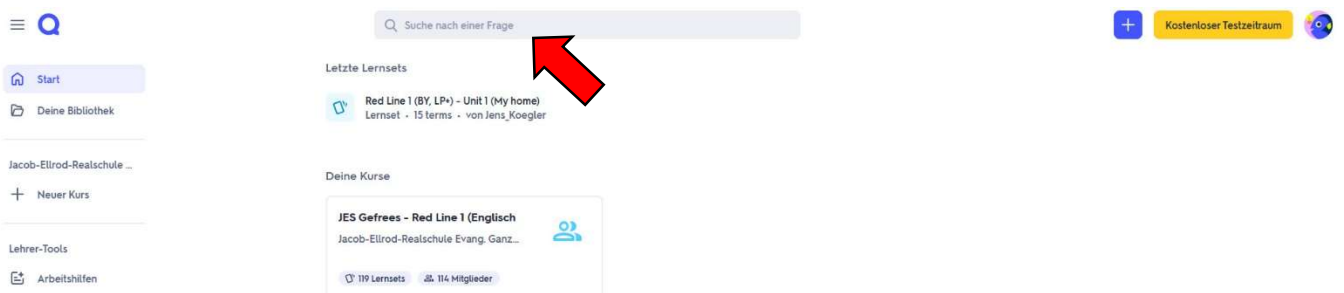 Suche nach einer Frage
Kostenloser Testzeitraum
Start
Deine Bibliothek
Jacob-Ellrod-Realschule ...
Neuer Kurs
Lehrer-Tools
Arbeitshilfen
Letzte Lernsets
Red Line 1 (BY, LP+) - Unit 1 (My home)
Lernset • 15 terms • von Jens_Koegler
Deine Kurse
JES Gefrees - Red Line 1 (Englisch
Jacob-Ellrod-Realschule Evang. Ganz...
119 Lernsets 114 Mitglieder